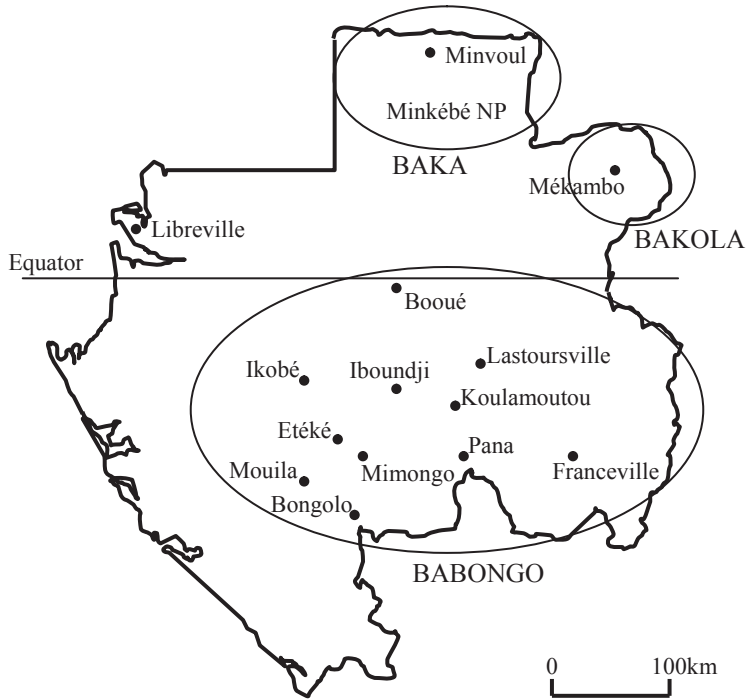 Minvoul
Minkébé NP
BAKA
Mékambo
Libreville
BAKOLA
Equator
Booué
Lastoursville
Ikobé
Iboundji
Koulamoutou
Etéké
Pana
Mouila
Mimongo
Franceville
Bongolo
BABONGO
0 100km